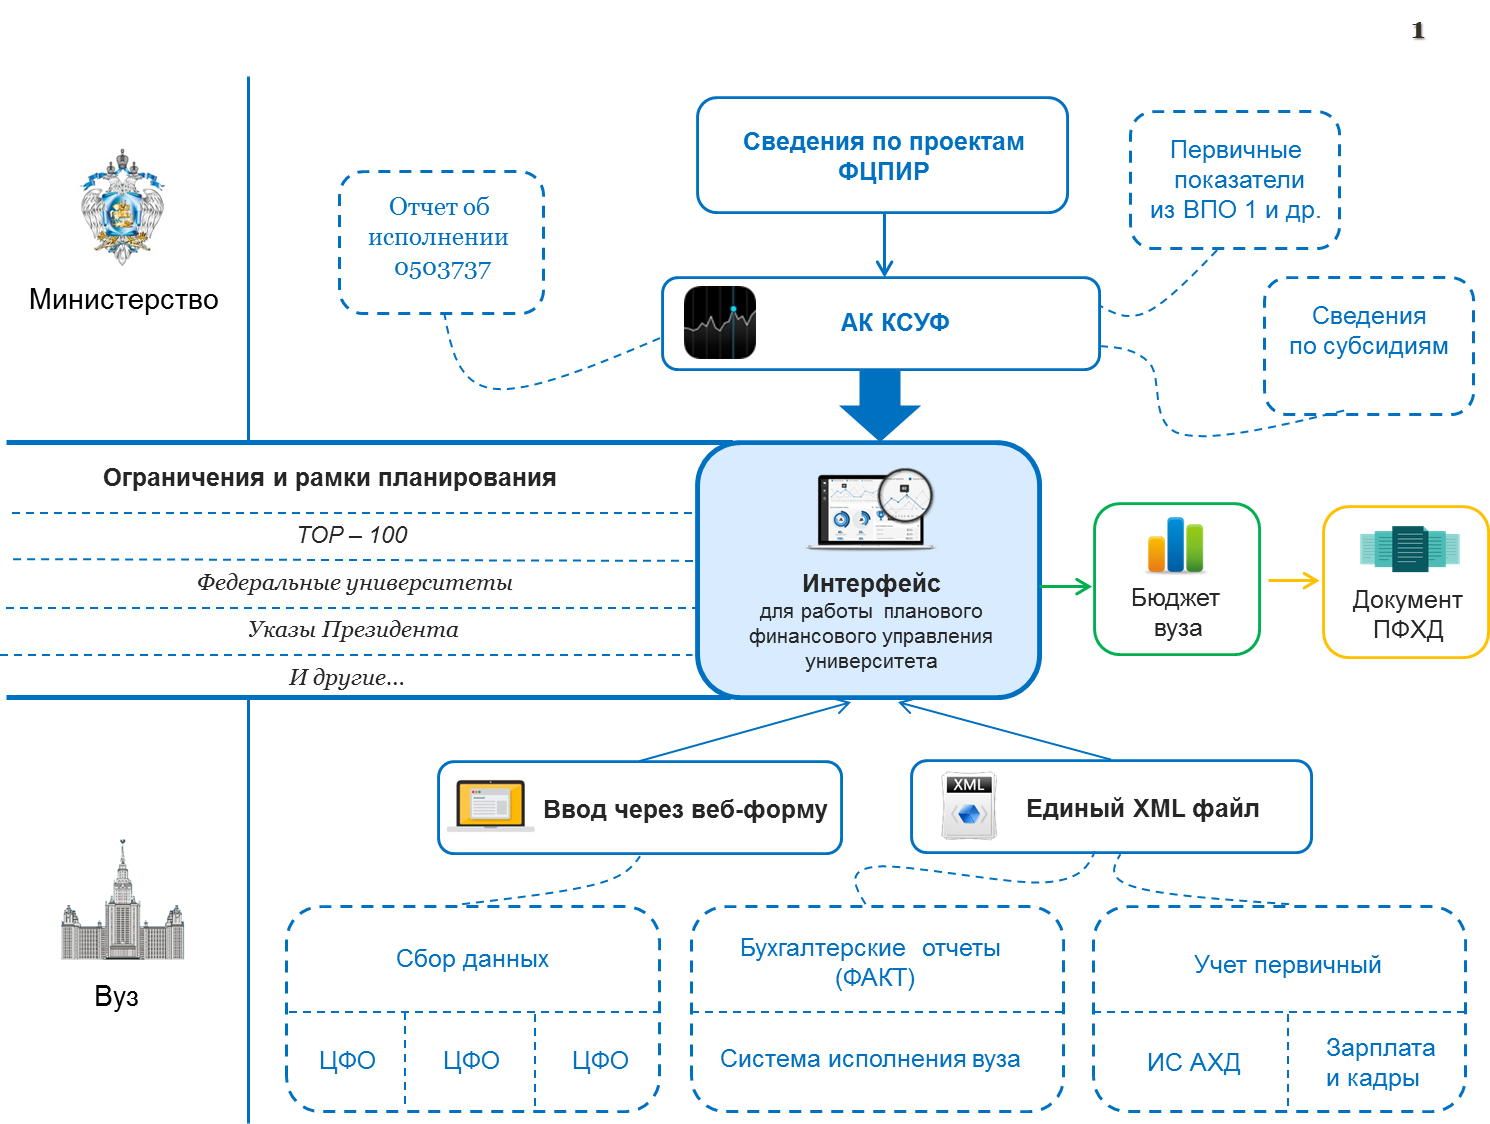 1
Сведения по проектам
ФЦПИР
Первичные
показатели
из ВПО 1 и др.
Отчет об
исполнении
0503737
Министерство
АК КСУФ
Сведения
по субсидиям
Ограничения и рамки планирования
TOP – 100
Федеральные университеты
Указы Президента
И другие...
Интерфейс
для работы планового
финансового управления
университета
Бюджет
вуза
Документ
ПФХД
Ввод через веб-форму
XML
Единый XML файл
Вуз
Сбор данных
ЦФО
ЦФО
ЦФО
Бухгалтерские отчеты
(ФАКТ)
Система исполнения вуза
Учет первичный
ИС АХД
Зарплата
и кадры